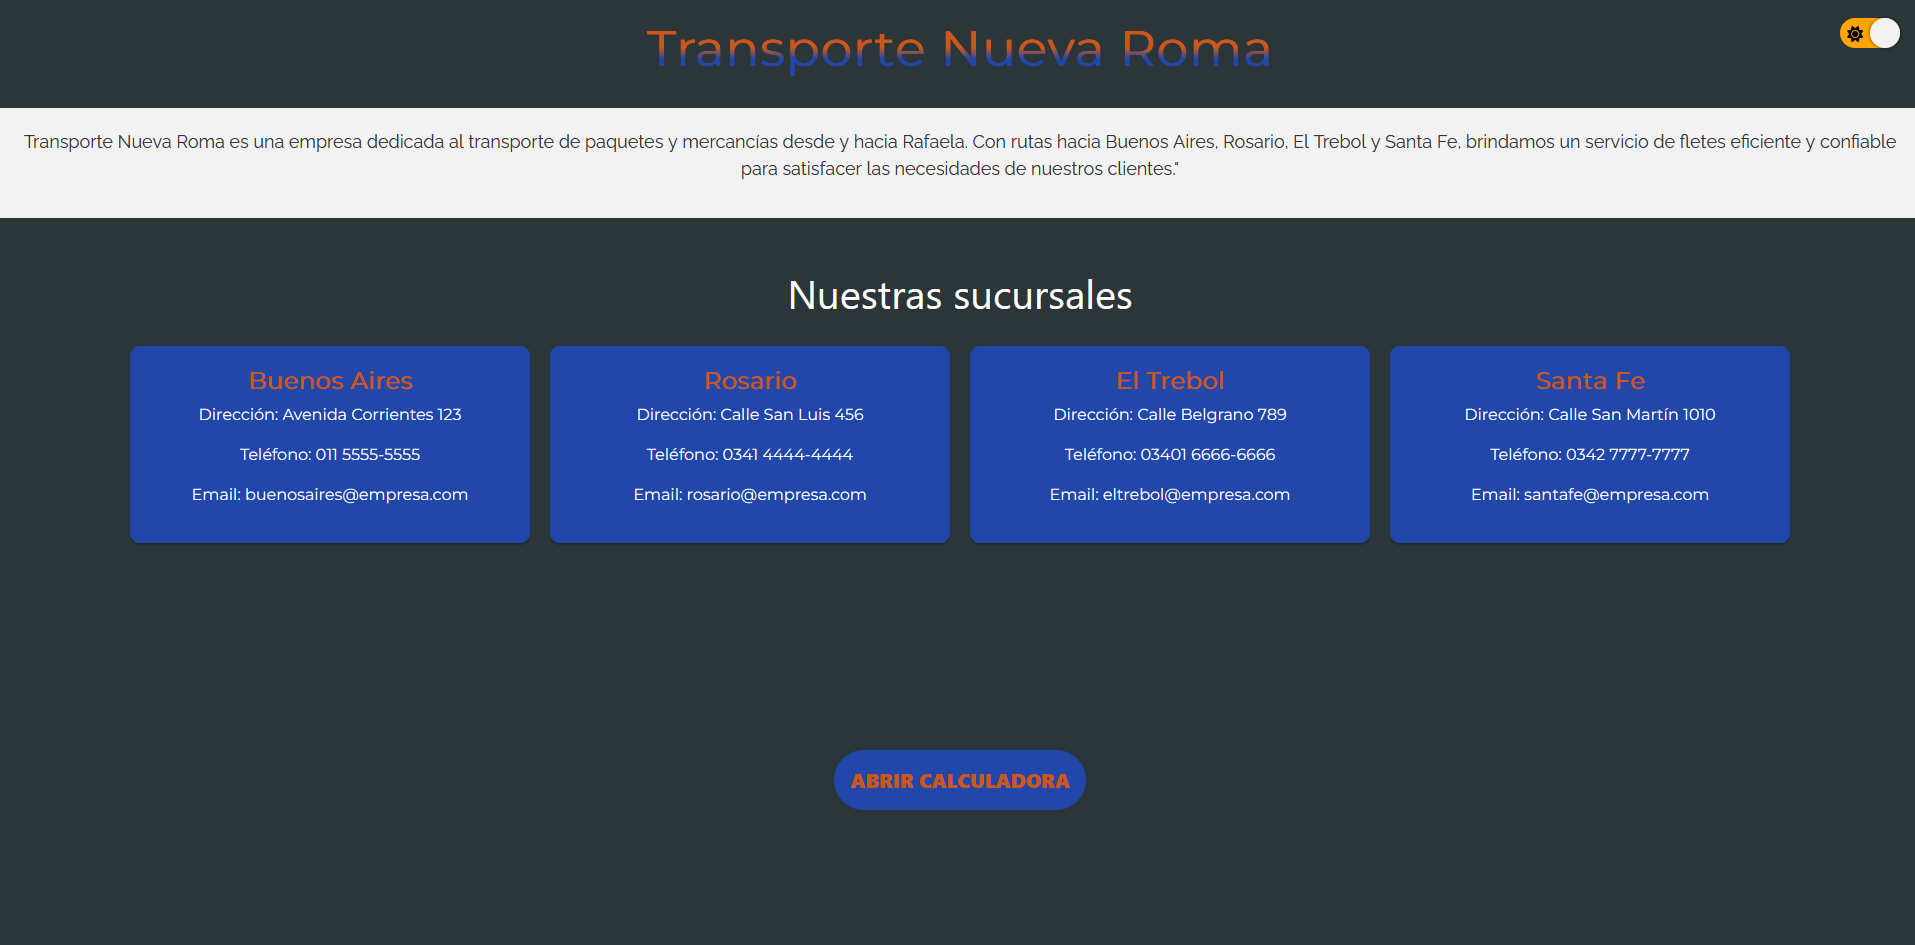 Transporte Nueva Roma
Transporte Nueva Roma es una empresa dedicada al transporte de paquetes y mercancías desde y hacia Rafaela. Con rutas hacia Buenos Aires, Rosario, El Trebol y Santa Fe, brindamos un servicio de fletes eficiente y confiable
para satisfacer las necesidades de nuestros clientes."
Nuestras sucursales
Buenos Aires
Dirección: Avenida Corrientes 123
Teléfono: 011 5555-5555
Email: buenosaires@empresa.com
Rosario
Dirección: Calle San Luis 456
Teléfono: 0341 4444-4444
Email: rosario@empresa.com
El Trebol
Dirección: Calle Belgrano 789
Teléfono: 03401 6666-6666
Email: eltrebol@empresa.com
Santa Fe
Dirección: Calle San Martín 1010
Teléfono: 0342 7777-7777
Email: santafe@empresa.com
ABRIR CALCULADORA